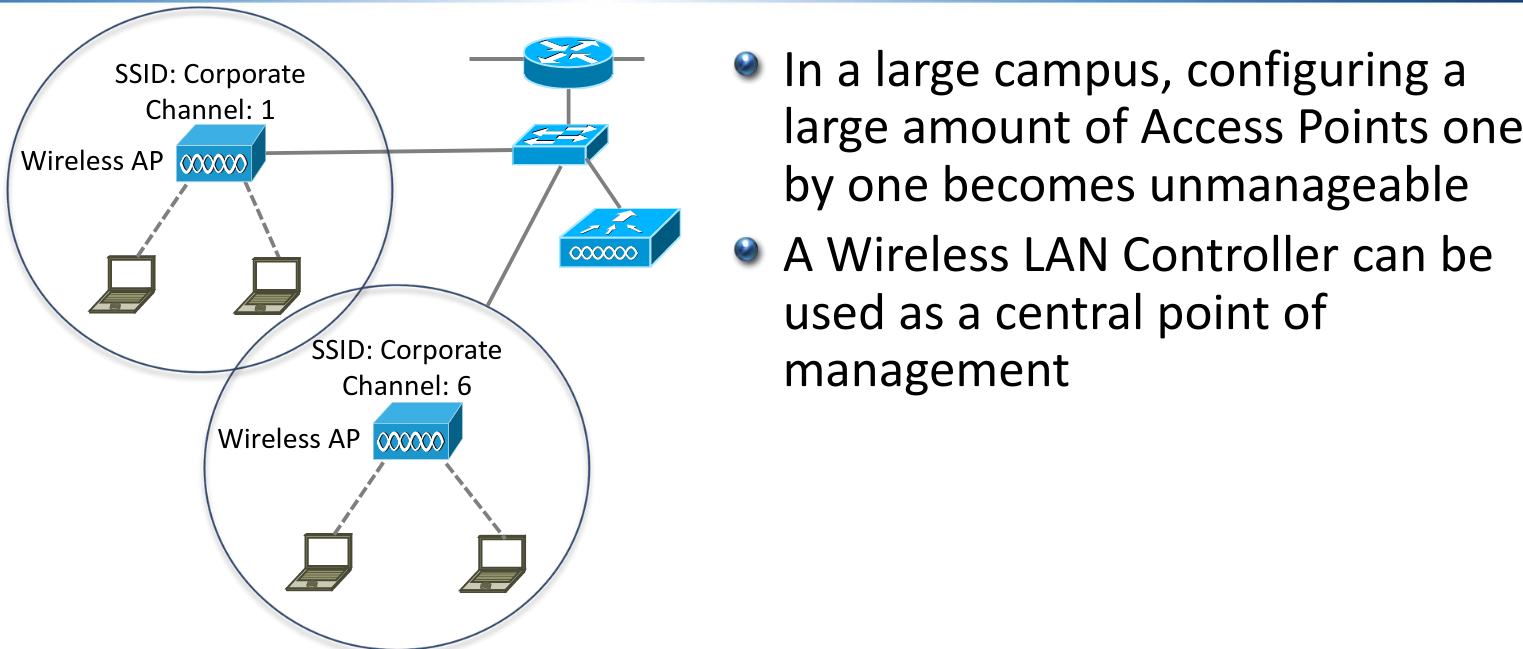 SSID: Corporate
Channel: 1
Wireless AP
SSID: Corporate
Channel: 6
Wireless AP
In a large campus, configuring a
large amount of Access Points one
by one becomes unmanageable
A Wireless LAN Controller can be
used as a central point of
management